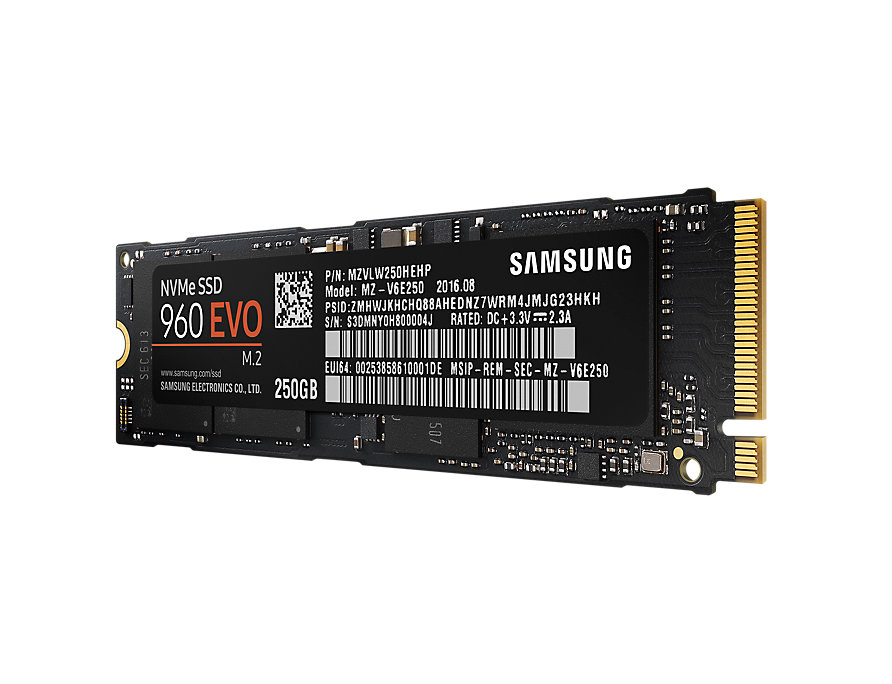 SAMSUNG
NVMe SSD
960 EVO
M.2
www.samsung.com/ssd
SAMSUNG ELECTRONICS CO., LTD.
250GB
P/N: MZVLW250HEHP
Model: MZ-V6E250 2016.08
PSID:ZMHWJKHCHQ88AHEDNZ7WRM4JMJG23HKH
S/N: S3DMNYOH800004J RATED: DC+3.3V⎓2.3A
EUI64: 00253858610001DE MSIP-REM-SEC-MZ-V6E250
SEC 613
507